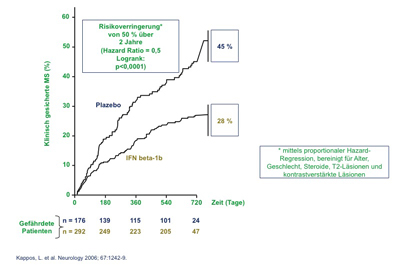 60
50
40
30
20
10
0
Klinisch gesicherte MS (%)
Risikoverringerung*
von 50 % über
2 Jahre
(Hazard Ratio = 0,5
Logrank:
p<0,0001)
45 %
Plazebo
28 %
IFN beta-1b
0 180 360 540 720 Zeit (Tage)
* mittels proportionaler Hazard-
Regression, bereinigt für Alter,
Geschlecht, Steroide, T2-Läsionen und
kontrastverstärkte Läsionen
Gefährdete
Patienten
n = 176 139 115 101 24
n = 292 249 223 205 47
Kappos, L. et al. Neurology 2006; 67:1242-9.